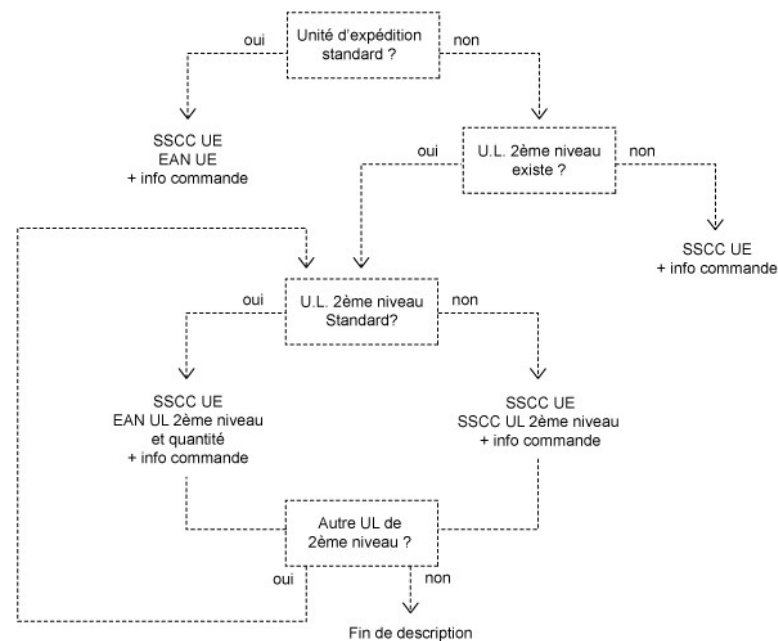 Unité d'expédition
standard ?
oui
non
SSCC UE
EAN UE
+ info commande
U.L. 2ème niveau
existe ?
oui
non
SSCC UE
+ info commande
U.L. 2ème niveau
Standard?
oui
non
SSCC UE
EAN UL 2ème niveau
et quantité
+ info commande
SSCC UE
SSCC UL 2ème niveau
+ info commande
Autre UL de
2ème niveau ?
oui
non
Fin de description